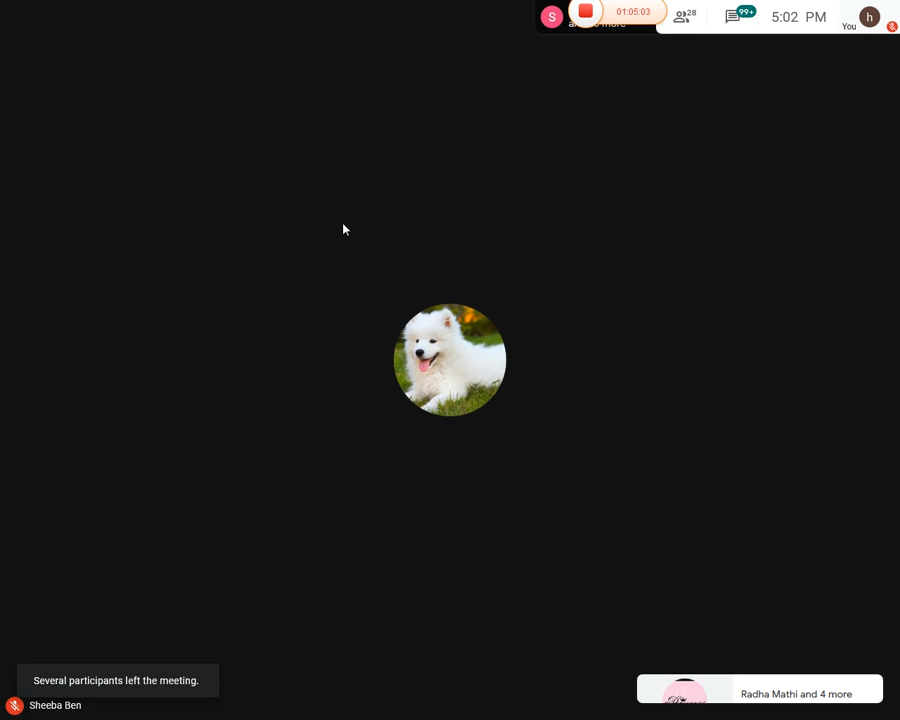 S
01:05:03
28
99+
5:02 PM
You
h
Several participants left the meeting.
Sheeba Ben
Radha Mathi and 4 more